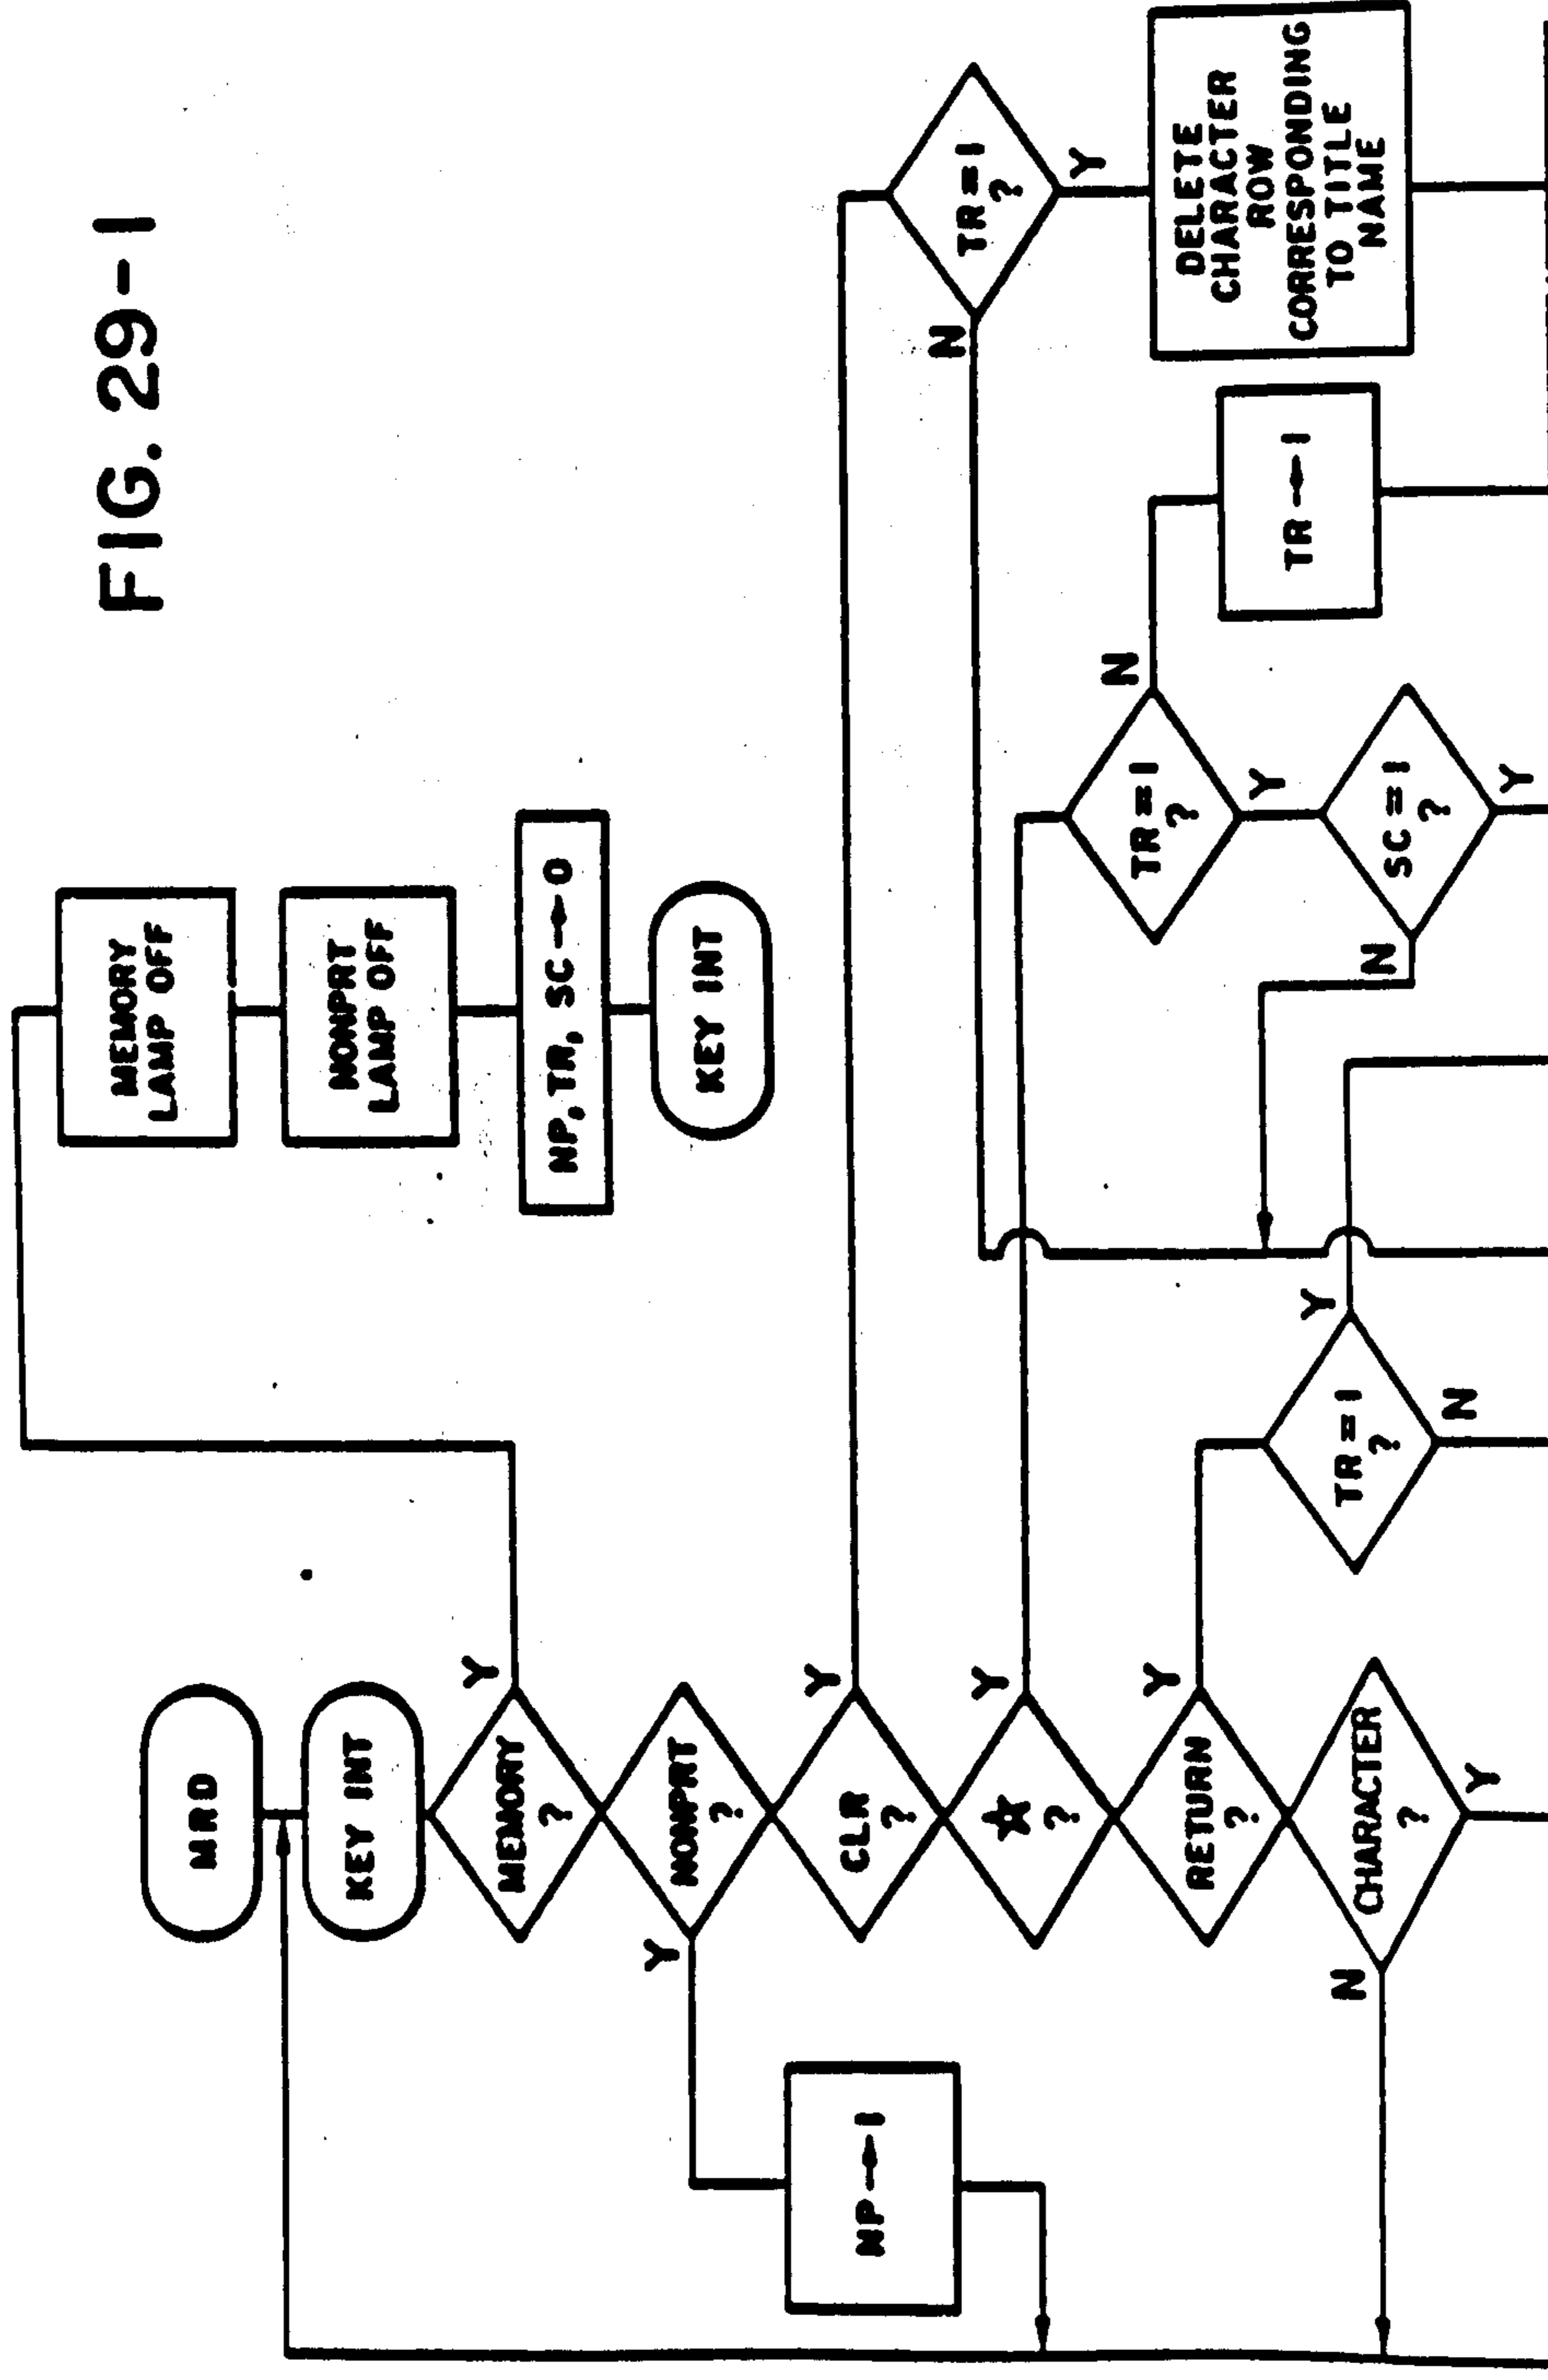 FIG. 29-1
MRD
KEY INT
MEMORY
?
Y
MEMORY
LAMP OFF
NONPRT
LAMP OFF
NP, TR, SC→0
KEY INT
NONPRT
?
Y
NP→1
CLR
?
Y
TR=1
?
N
Y
DELETE
CHARACTER
ROW
CORRESPONDING
TO TITLE
NAME
☆
?
Y
TR=1
?
N
Y
TR→1
SC=1
?
N
Y
RETURN
?
Y
TR=1
?
Y
N
CHARACTER
?
N
Y